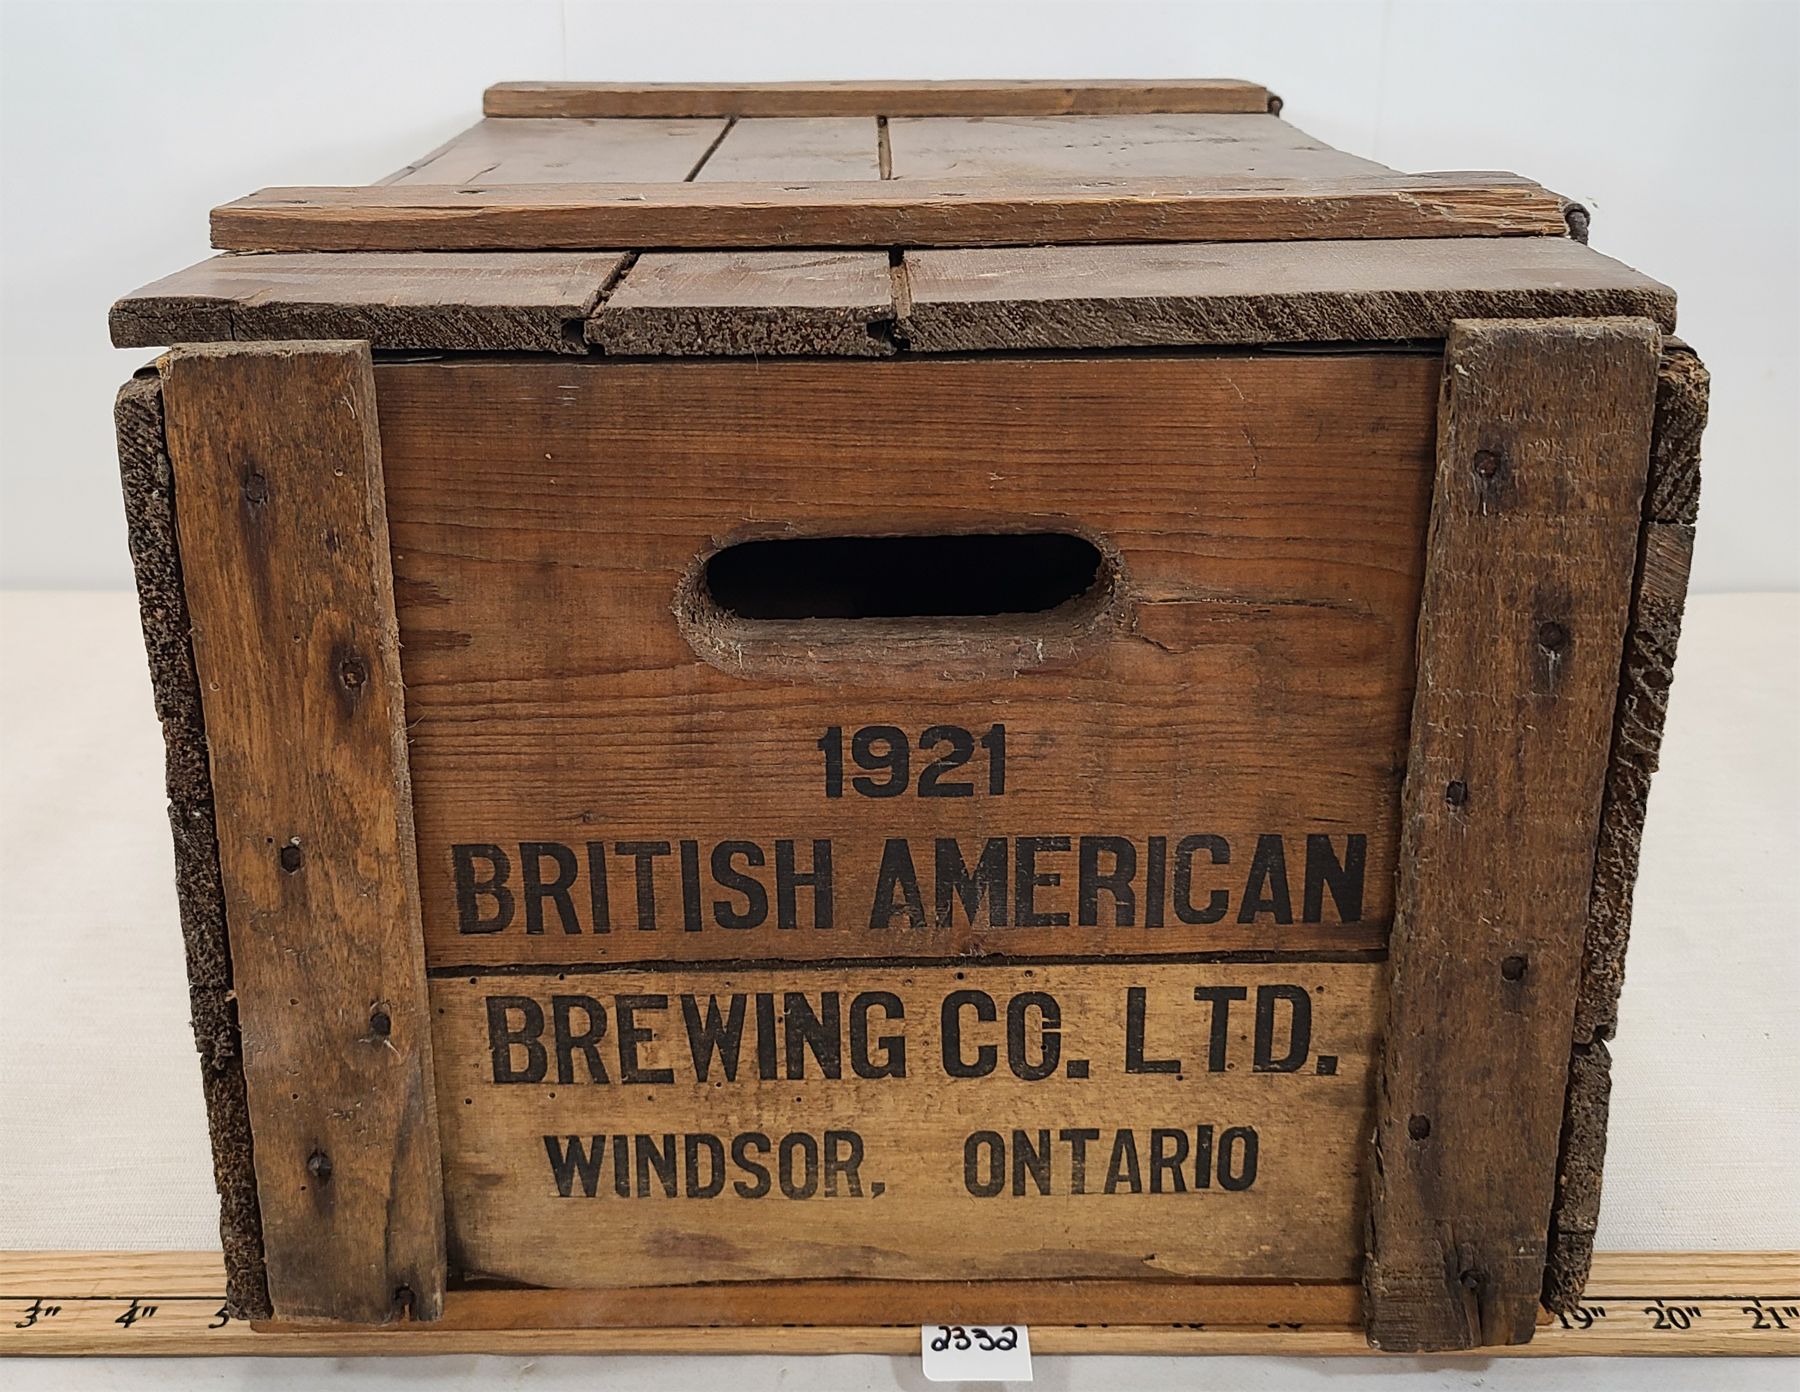 1921
BRITISH AMERICAN
BREWING CO. LTD.
WINDSOR, ONTARIO
3" 4" 5 19" 20" 21"
2332